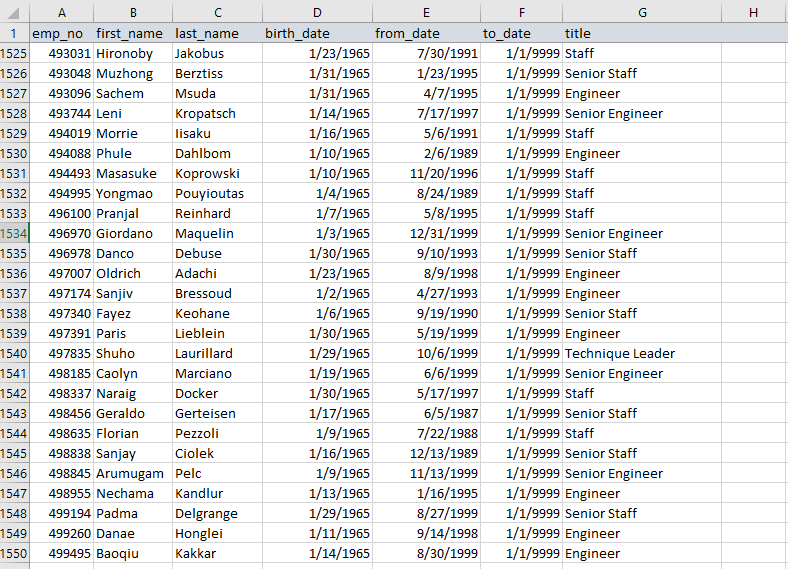 A B C D E F G H
1 emp_no first_name last_name birth_date from_date to_date title
1525 493031 Hironoby Jakobus 1/23/1965 7/30/1991 1/1/9999 Staff
1526 493048 Muzhong Berztiss 1/31/1965 1/23/1995 1/1/9999 Senior Staff
1527 493096 Sachem Msuda 1/31/1965 4/7/1995 1/1/9999 Engineer
1528 493744 Leni Kropatsch 1/14/1965 7/17/1997 1/1/9999 Senior Engineer
1529 494019 Morrie Iisaku 1/16/1965 5/6/1991 1/1/9999 Staff
1530 494088 Phule Dahlbom 1/10/1965 2/6/1989 1/1/9999 Engineer
1531 494493 Masasuke Koprowski 1/10/1965 11/20/1996 1/1/9999 Staff
1532 494995 Yongmao Pouyioutas 1/4/1965 8/24/1989 1/1/9999 Staff
1533 496100 Pranjal Reinhard 1/7/1965 5/8/1995 1/1/9999 Staff
1534 496970 Giordano Maquelin 1/3/1965 12/31/1999 1/1/9999 Senior Engineer
1535 496978 Danco Debuse 1/30/1965 9/10/1993 1/1/9999 Senior Staff
1536 497007 Oldrich Adachi 1/23/1965 8/9/1998 1/1/9999 Engineer
1537 497174 Sanjiv Bressoud 1/2/1965 4/27/1993 1/1/9999 Engineer
1538 497340 Fayez Keohane 1/6/1965 9/19/1990 1/1/9999 Senior Staff
1539 497391 Paris Lieblein 1/30/1965 5/19/1999 1/1/9999 Engineer
1540 497835 Shuho Laurillard 1/29/1965 10/6/1999 1/1/9999 Technique Leader
1541 498185 Caolyn Marciano 1/19/1965 6/6/1999 1/1/9999 Senior Engineer
1542 498337 Naraig Docker 1/30/1965 5/17/1997 1/1/9999 Staff
1543 498456 Geraldo Gerteisen 1/17/1965 6/5/1987 1/1/9999 Senior Staff
1544 498635 Florian Pezzoli 1/9/1965 7/22/1988 1/1/9999 Staff
1545 498838 Sanjay Ciolek 1/16/1965 12/13/1989 1/1/9999 Senior Staff
1546 498845 Arumugam Pelc 1/9/1965 11/13/1999 1/1/9999 Senior Engineer
1547 498955 Nechama Kandlur 1/13/1965 1/16/1995 1/1/9999 Engineer
1548 499194 Padma Delgrange 1/29/1965 8/27/1999 1/1/9999 Senior Staff
1549 499260 Danae Honglei 1/11/1965 9/14/1998 1/1/9999 Engineer
1550 499495 Baoqiu Kakkar 1/14/1965 8/30/1999 1/1/9999 Engineer